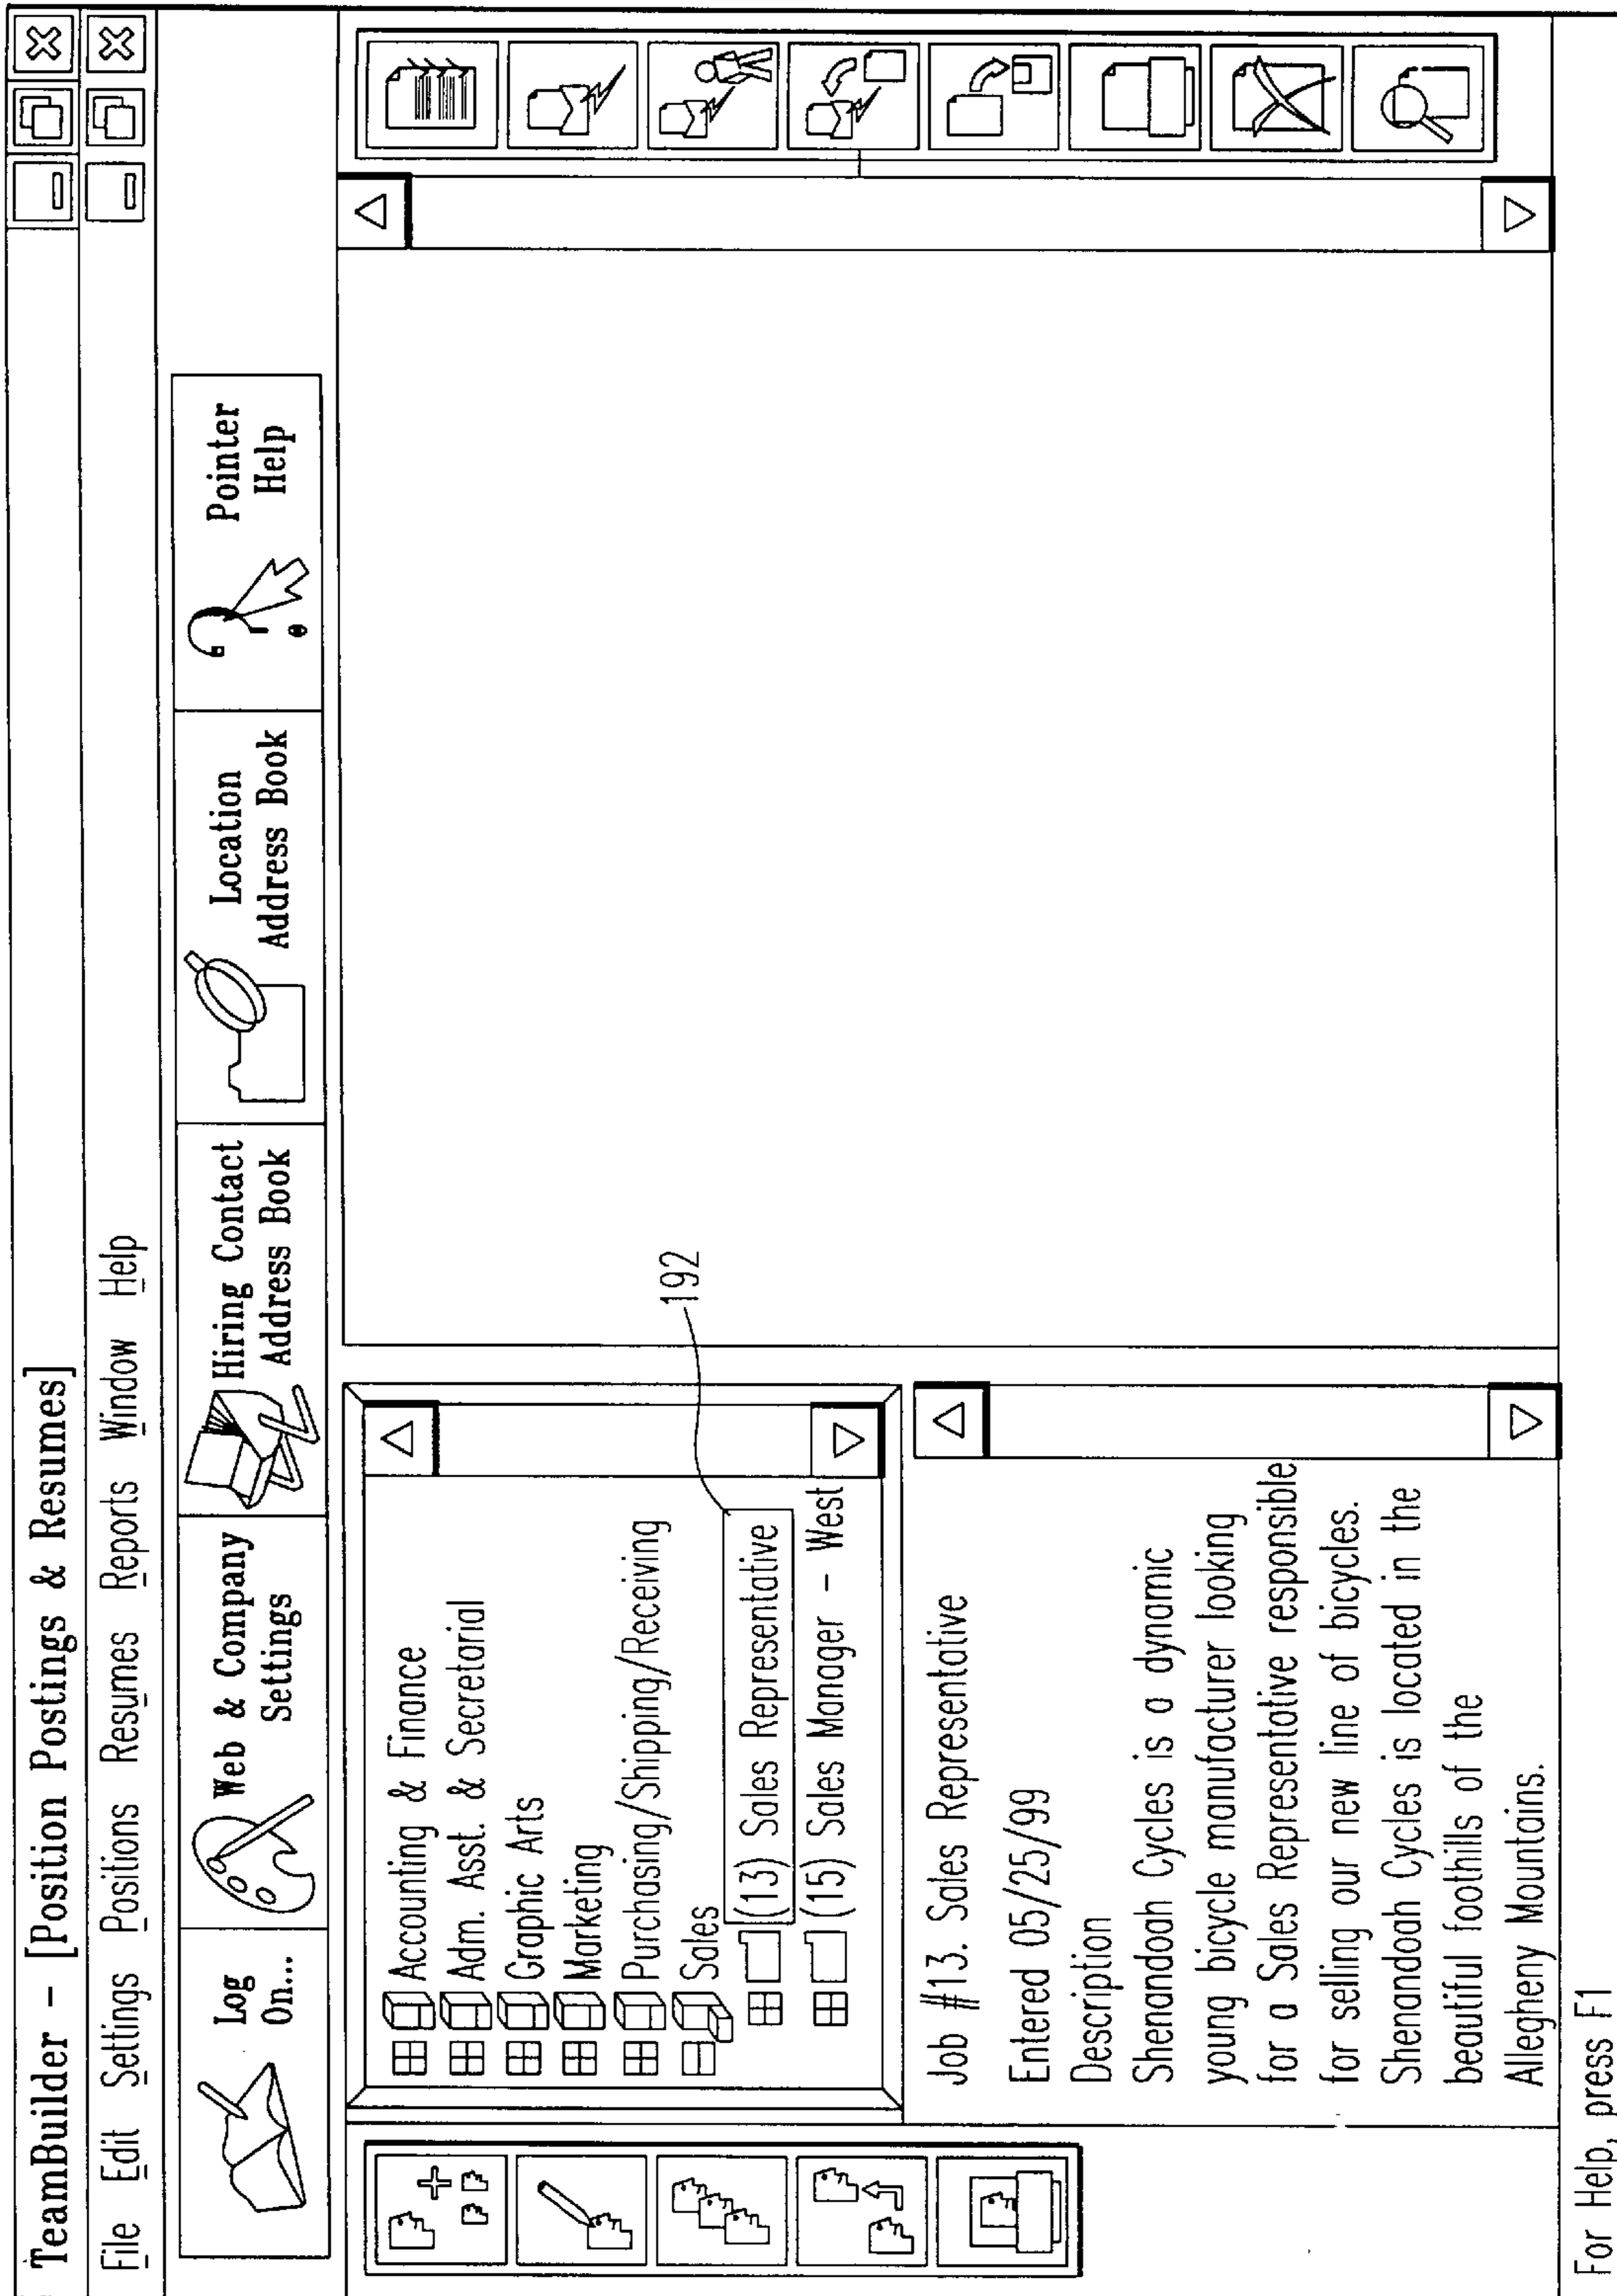 TeamBuilder – [Position Postings & Resumes]
File Edit Settings Positions Resumes Reports Window Help
Log
On...
Web & Company
Settings
Hiring Contact
Address Book
Location
Address Book
Pointer
Help
Accounting & Finance
Adm. Asst. & Secretarial
Graphic Arts
Marketing
Purchasing/Shipping/Receiving
Sales
(13) Sales Representative
(15) Sales Manager – West
192
Job #13. Sales Representative
Entered 05/25/99
Description
Shenandoah Cycles is a dynamic
young bicycle manufacturer looking
for a Sales Representative responsible
for selling our new line of bicycles.
Shenandoah Cycles is located in the
beautiful foothills of the
Allegheny Mountains.
For Help, press F1